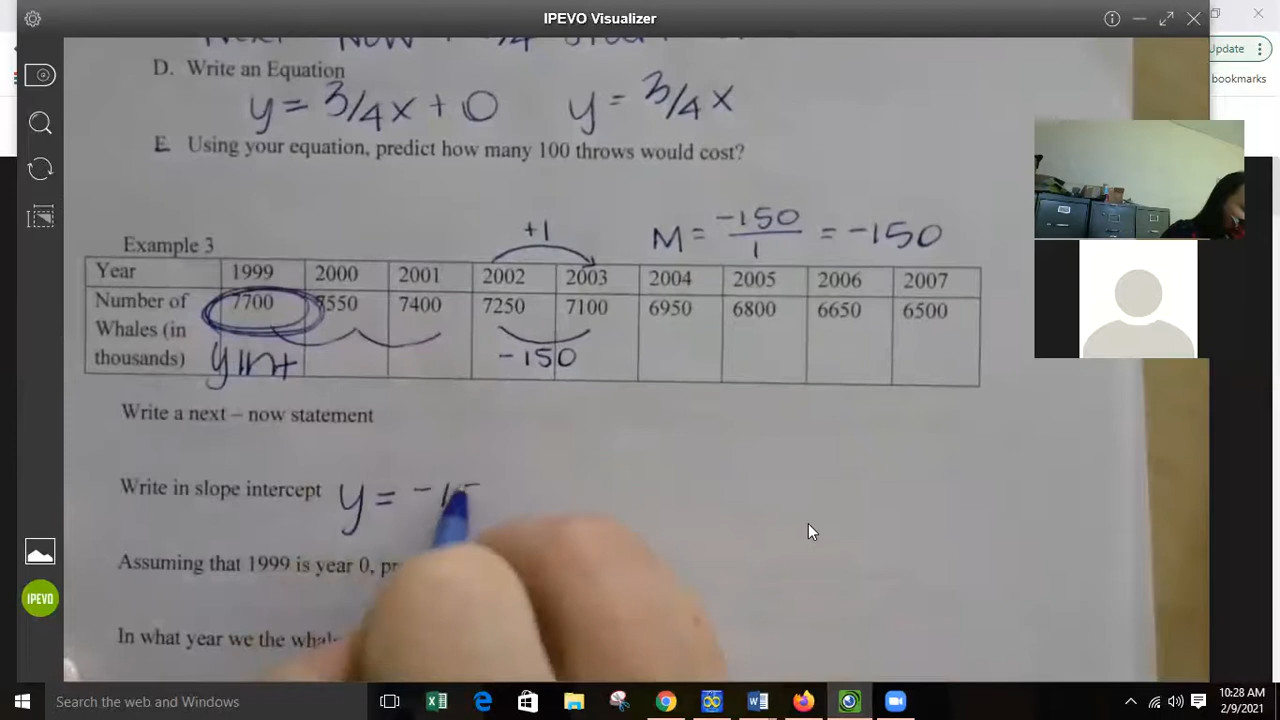 IPEVO Visualizer
Update
bookmarks
D. Write an Equation
y = 3/4x + 0 y = 3/4 x
E. Using your equation, predict how many 100 throws would cost?
+1
M = -150/1 = -150
Example 3
Year 1999 2000 2001 2002 2003 2004 2005 2006 2007
Number of 7700 7550 7400 7250 7100 6950 6800 6650 6500
Whales (in
thousands) y int -150
Write a next – now statement
Write in slope intercept y = -15
Assuming that 1999 is year 0,
In what year we the
IPEVO
Search the web and Windows
10:28 AM
2/9/2021